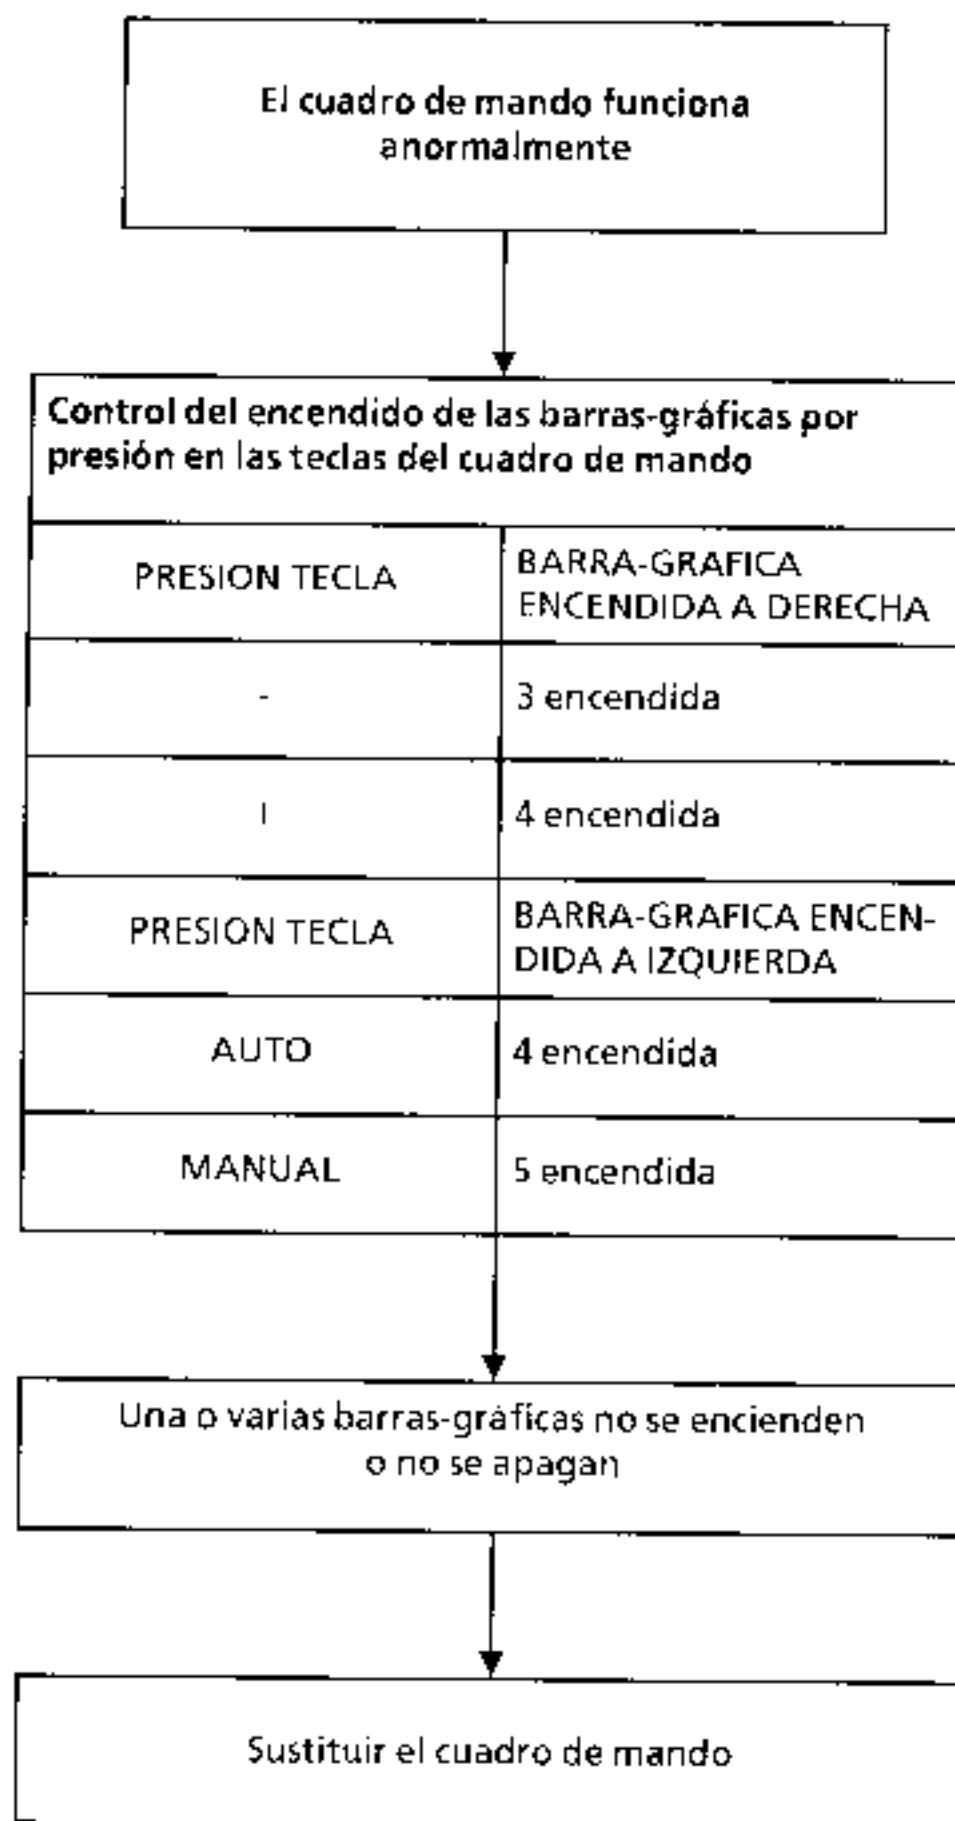 El cuadro de mando funciona
anormalmente
Control del encendido de las barras-gráficas por
presión en las teclas del cuadro de mando
PRESION TECLA
BARRA-GRAFICA
ENCENDIDA A DERECHA
-
3 encendida
|
4 encendida
PRESION TECLA
BARRA-GRAFICA ENCEN-
DIDA A IZQUIERDA
AUTO
4 encendida
MANUAL
5 encendida
Una o varias barras-gráficas no se encienden
o no se apagan
Sustituir el cuadro de mando